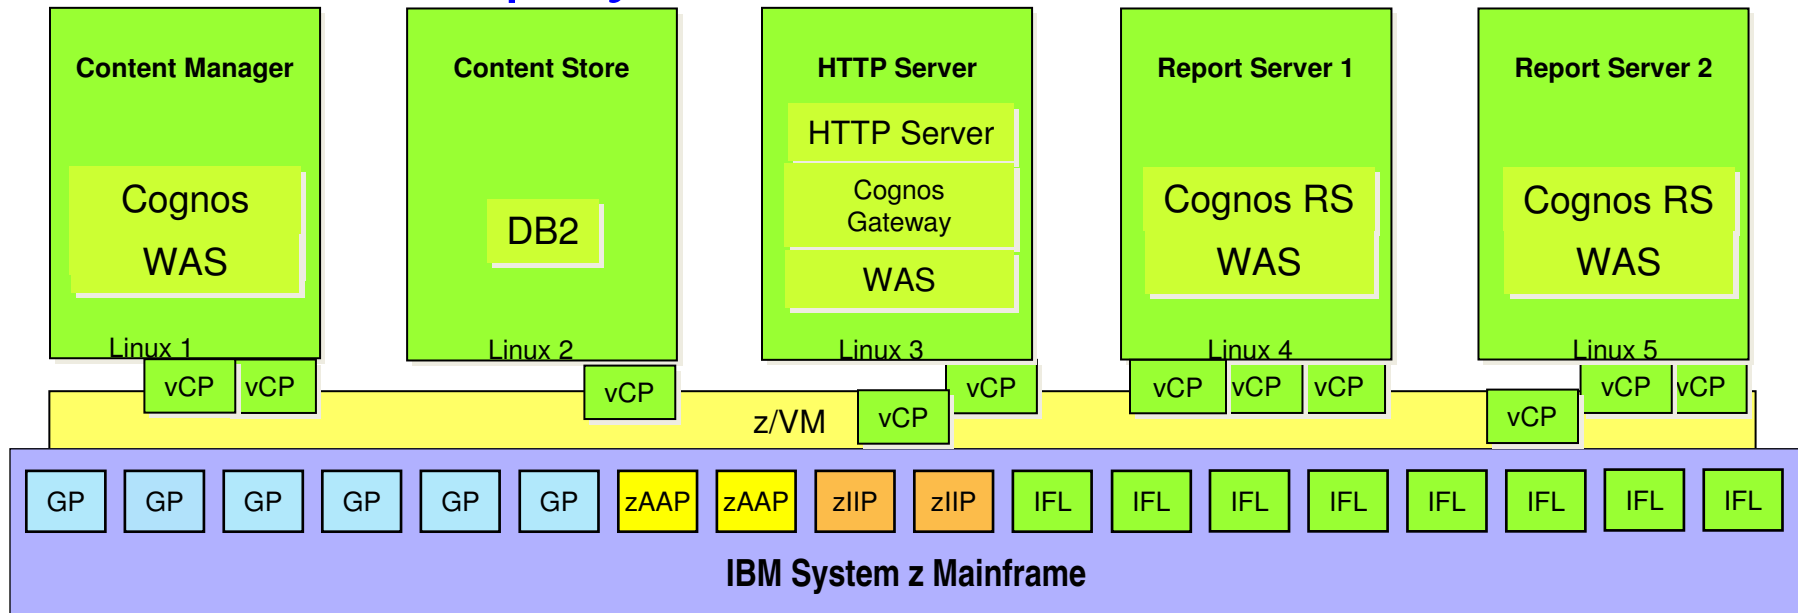 Content Manager
Content Store
HTTP Server
Report Server 1
Report Server 2
HTTP Server
Cognos
WAS
DB2
Cognos
Gateway
WAS
Cognos RS
WAS
Cognos RS
WAS
Linux 1
Linux 2
Linux 3
Linux 4
Linux 5
vCP vCP vCP vCP vCP vCP vCP vCP vCP vCP vCP
z/VM
GP GP GP GP GP GP zAAP zAAP zIIP zIIP IFL IFL IFL IFL IFL IFL IFL IFL
IBM System z Mainframe